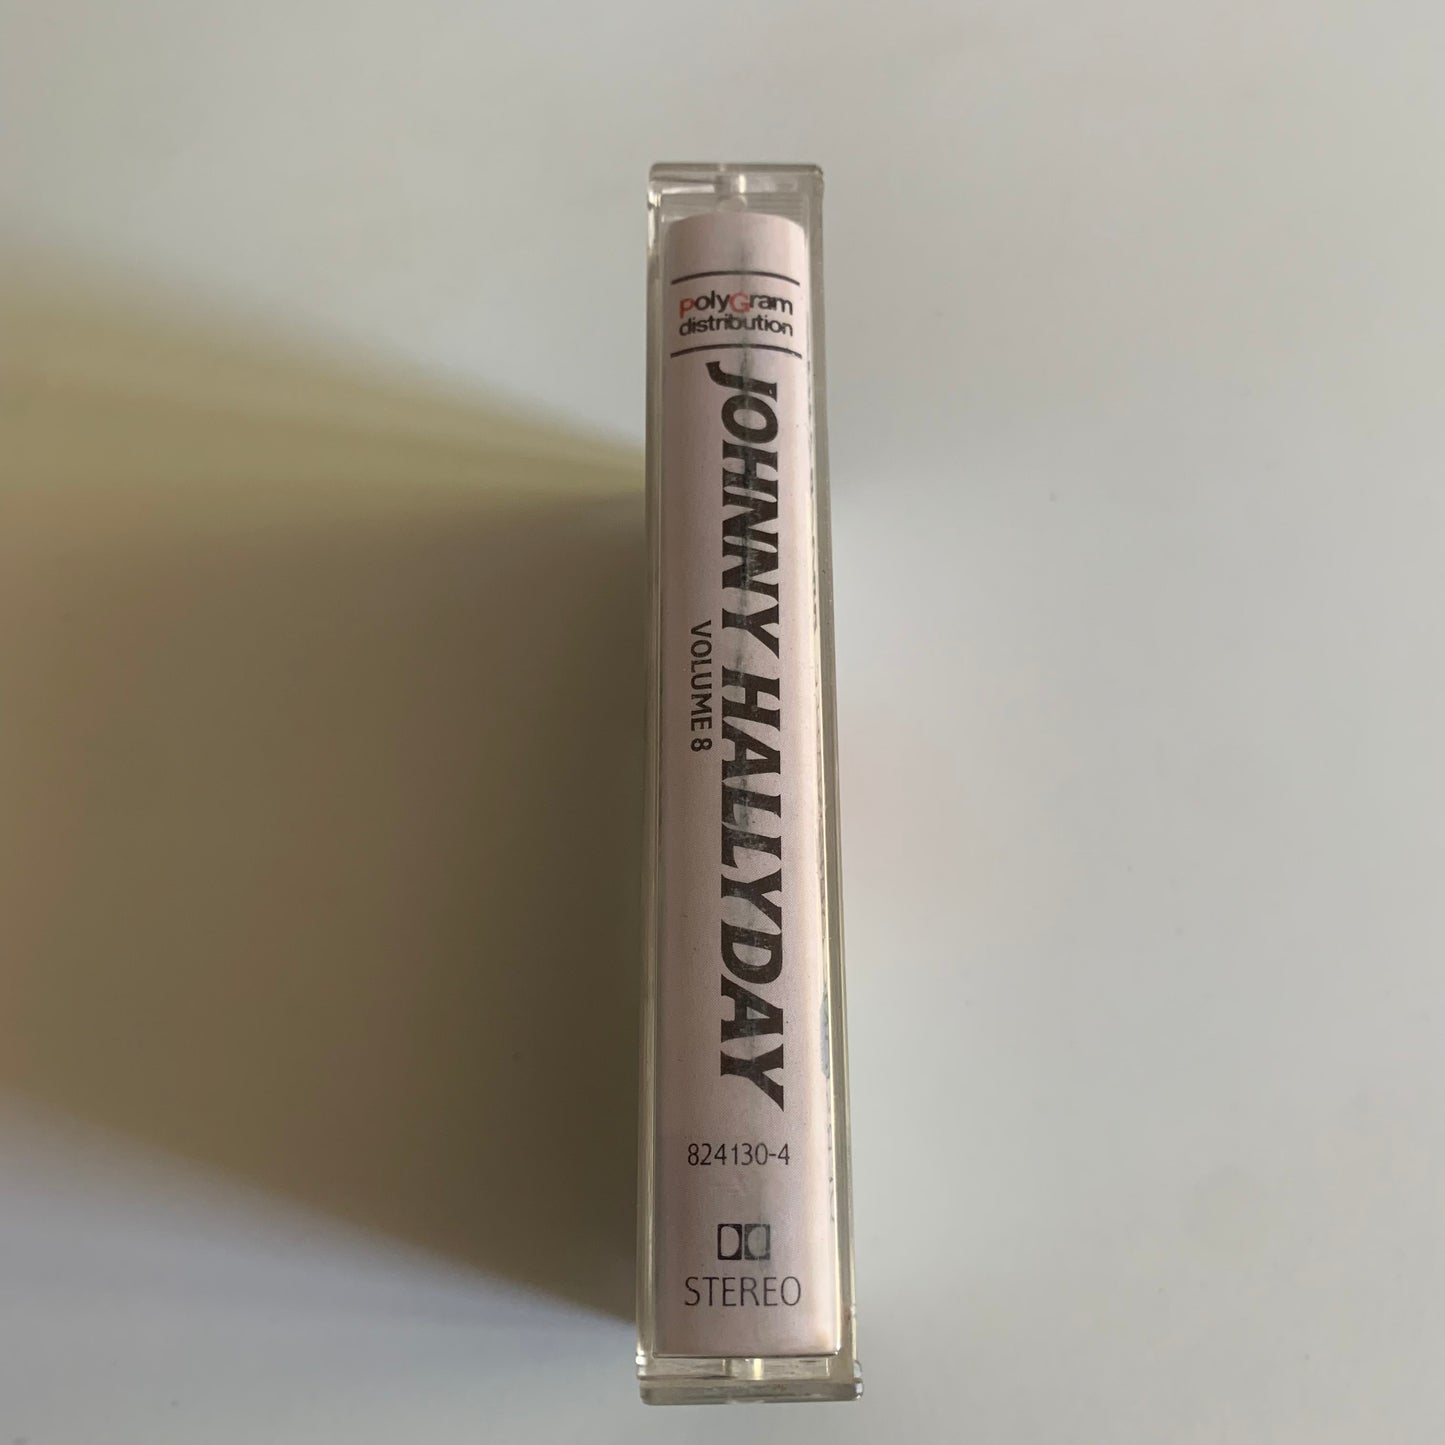 polyGram
distribution
JOHNNY HALLYDAY
VOLUME 8
824130-4
STEREO